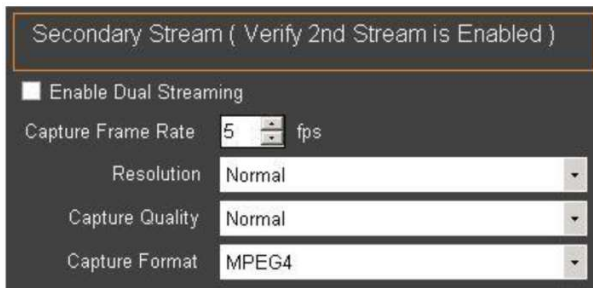 Secondary Stream ( Verify 2nd Stream is Enabled )
Enable Dual Streaming
Capture Frame Rate 5 fps
Resolution Normal
Capture Quality Normal
Capture Format MPEG4